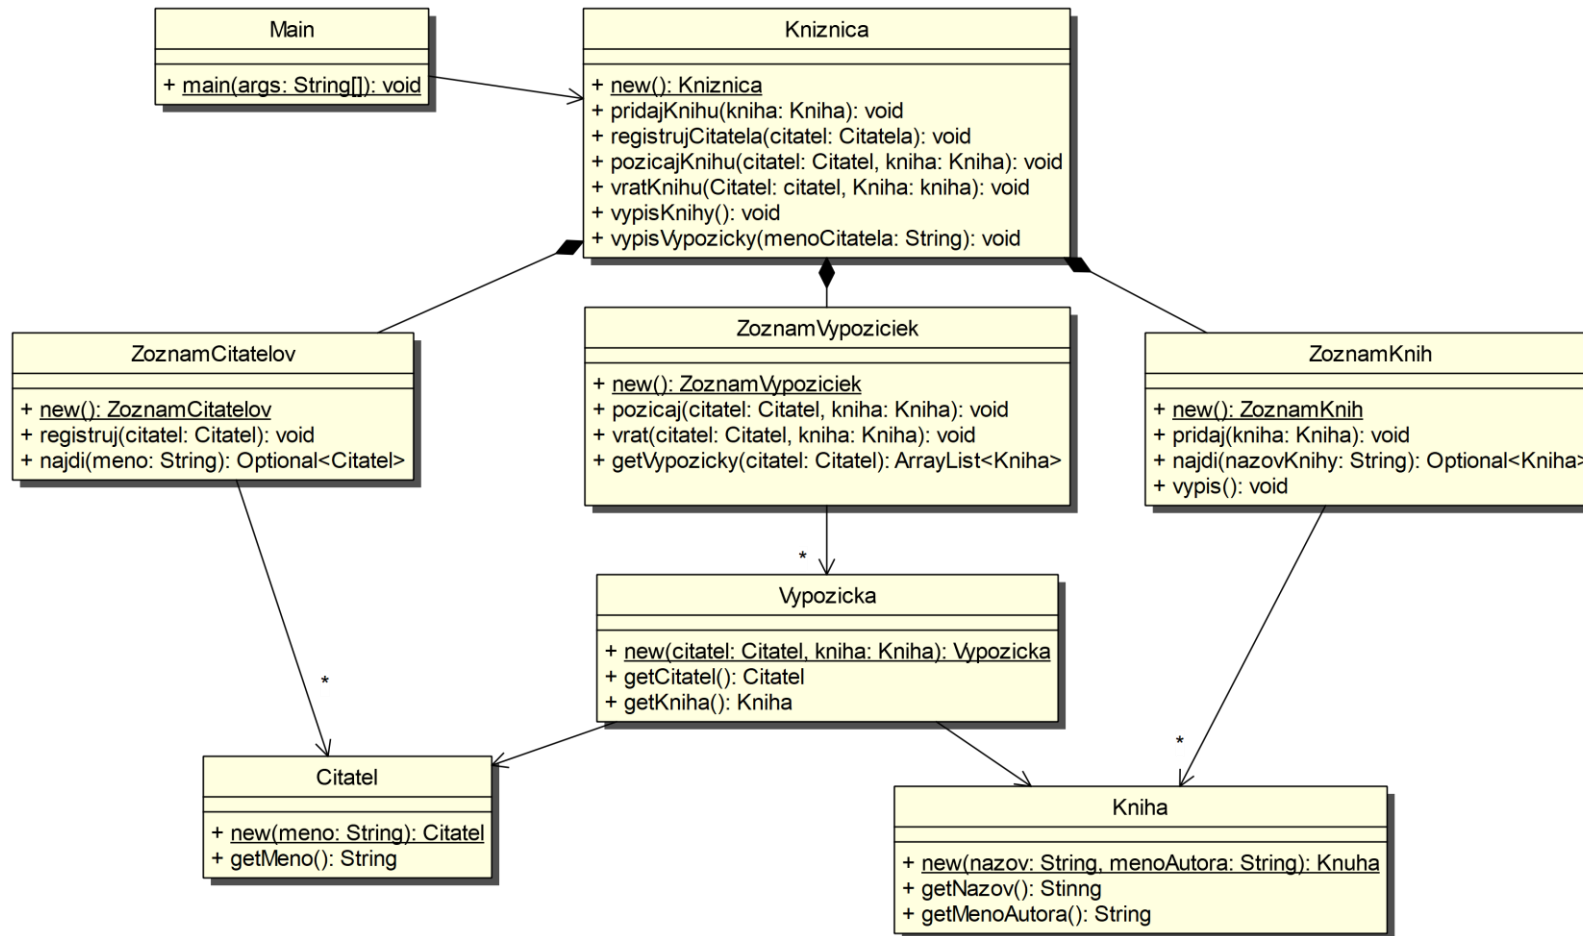 Main
+ main(args: String[]): void
Kniznica
+ new(): Kniznica
+ pridajKnihu(kniha: Kniha): void
+ registrujCitatela(citatel: Citatela): void
+ pozicajKnihu(citatel: Citatel, kniha: Kniha): void
+ vratKnihu(Citatel: citatel, Kniha: kniha): void
+ vypisKnihy(): void
+ vypisVypozicky(menoCitatela: String): void
ZoznamCitatelov
+ new(): ZoznamCitatelov
+ registruj(citatel: Citatel): void
+ najdi(meno: String): Optional<Citatel>
ZoznamVypoziciek
+ new(): ZoznamVypoziciek
+ pozicaj(citatel: Citatel, kniha: Kniha): void
+ vrat(citatel: Citatel, kniha: Kniha): void
+ getVypozicky(citatel: Citatel): ArrayList<Kniha>
ZoznamKnih
+ new(): ZoznamKnih
+ pridaj(kniha: Kniha): void
+ najdi(nazovKnihy: String): Optional<Kniha>
+ vypis(): void
*
Vypozicka
+ new(citatel: Citatel, kniha: Kniha): Vypozicka
+ getCitatel(): Citatel
+ getKniha(): Kniha
*
*
Citatel
+ new(meno: String): Citatel
+ getMeno(): String
Kniha
+ new(nazov: String, menoAutora: String): Knuha
+ getNazov(): Stinng
+ getMenoAutora(): String